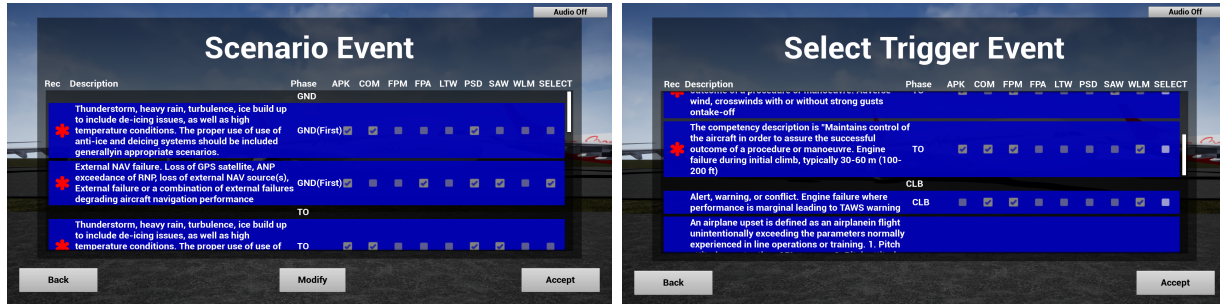 Audio Off
Scenario Event
Rec Description Phase APK COM FPM FPA LTW PSD SAW WLM SELECT
GND
Thunderstorm, heavy rain, turbulence, ice build up
to include de-icing issues, as well as high
temperature conditions. The proper use of use of
anti-ice and deicing systems should be included
generallyin appropriate scenarios.
GND(First)
External NAV failure. Loss of GPS satellite, ANP
exceedance of RNP, loss of external NAV source(s),
External failure or a combination of external failures
degrading aircraft navigation performance
GND(First)
TO
Thunderstorm, heavy rain, turbulence, ice build up
to include de-icing issues, as well as high
temperature conditions. The proper use of use of
TO
Back
Modify
Accept
Audio Off
Select Trigger Event
Rec Description Phase APK COM FPM FPA LTW PSD SAW WLM SELECT
outcome of a procedure or manoeuvre. Adverse
wind, crosswinds with or without strong gusts
ontake-off
TO
The competency description is "Maintains control of
the aircraft in order to assure the successful
outcome of a procedure or manoeuvre. Engine
failure during initial climb, typically 30-60 m (100-
200 ft)
TO
CLB
Alert, warning, or conflict. Engine failure where
performance is marginal leading to TAWS warning
CLB
An airplane upset is defined as an airplanein flight
unintentionally exceeding the parameters normally
experienced in line operations or training. 1. Pitch
Back
Accept